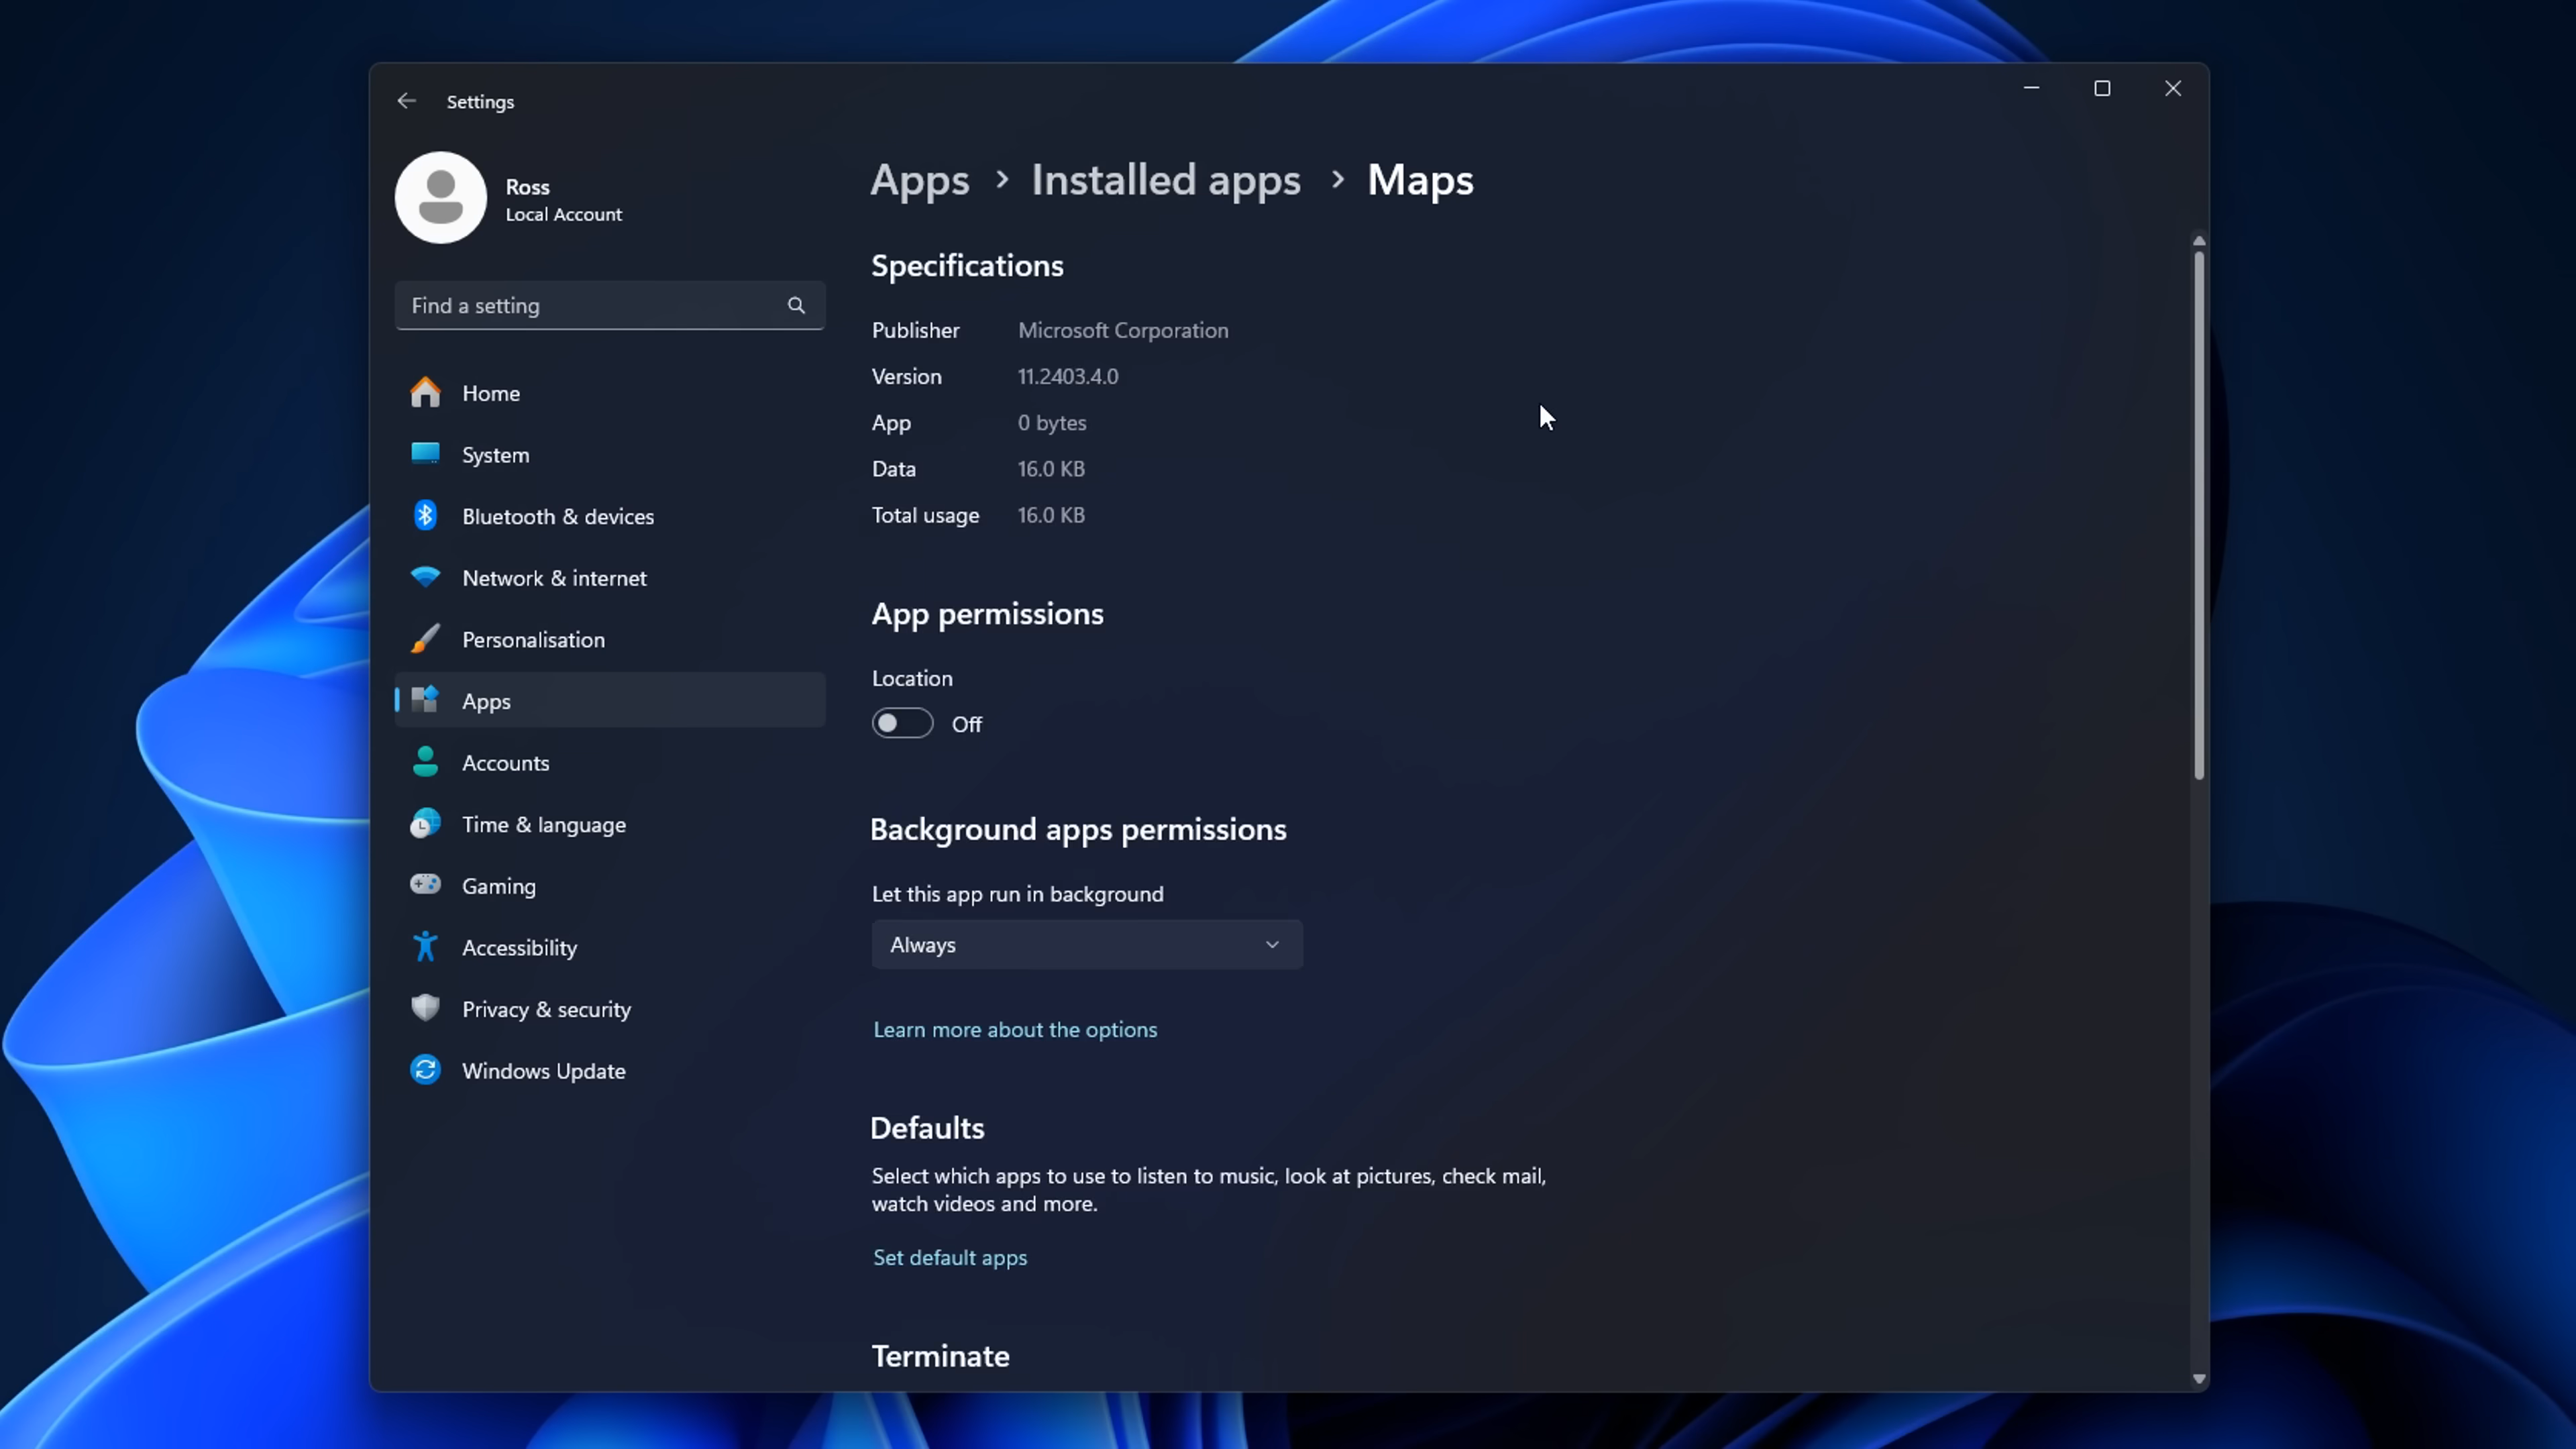 Settings
Ross
Local Account
Find a setting
Home
System
Bluetooth & devices
Network & internet
Personalisation
Apps
Accounts
Time & language
Gaming
Accessibility
Privacy & security
Windows Update
Apps > Installed apps > Maps
Specifications
Publisher Microsoft Corporation
Version 11.2403.4.0
App 0 bytes
Data 16.0 KB
Total usage 16.0 KB
App permissions
Location
Off
Background apps permissions
Let this app run in background
Always
Learn more about the options
Defaults
Select which apps to use to listen to music, look at pictures, check mail,
watch videos and more.
Set default apps
Terminate